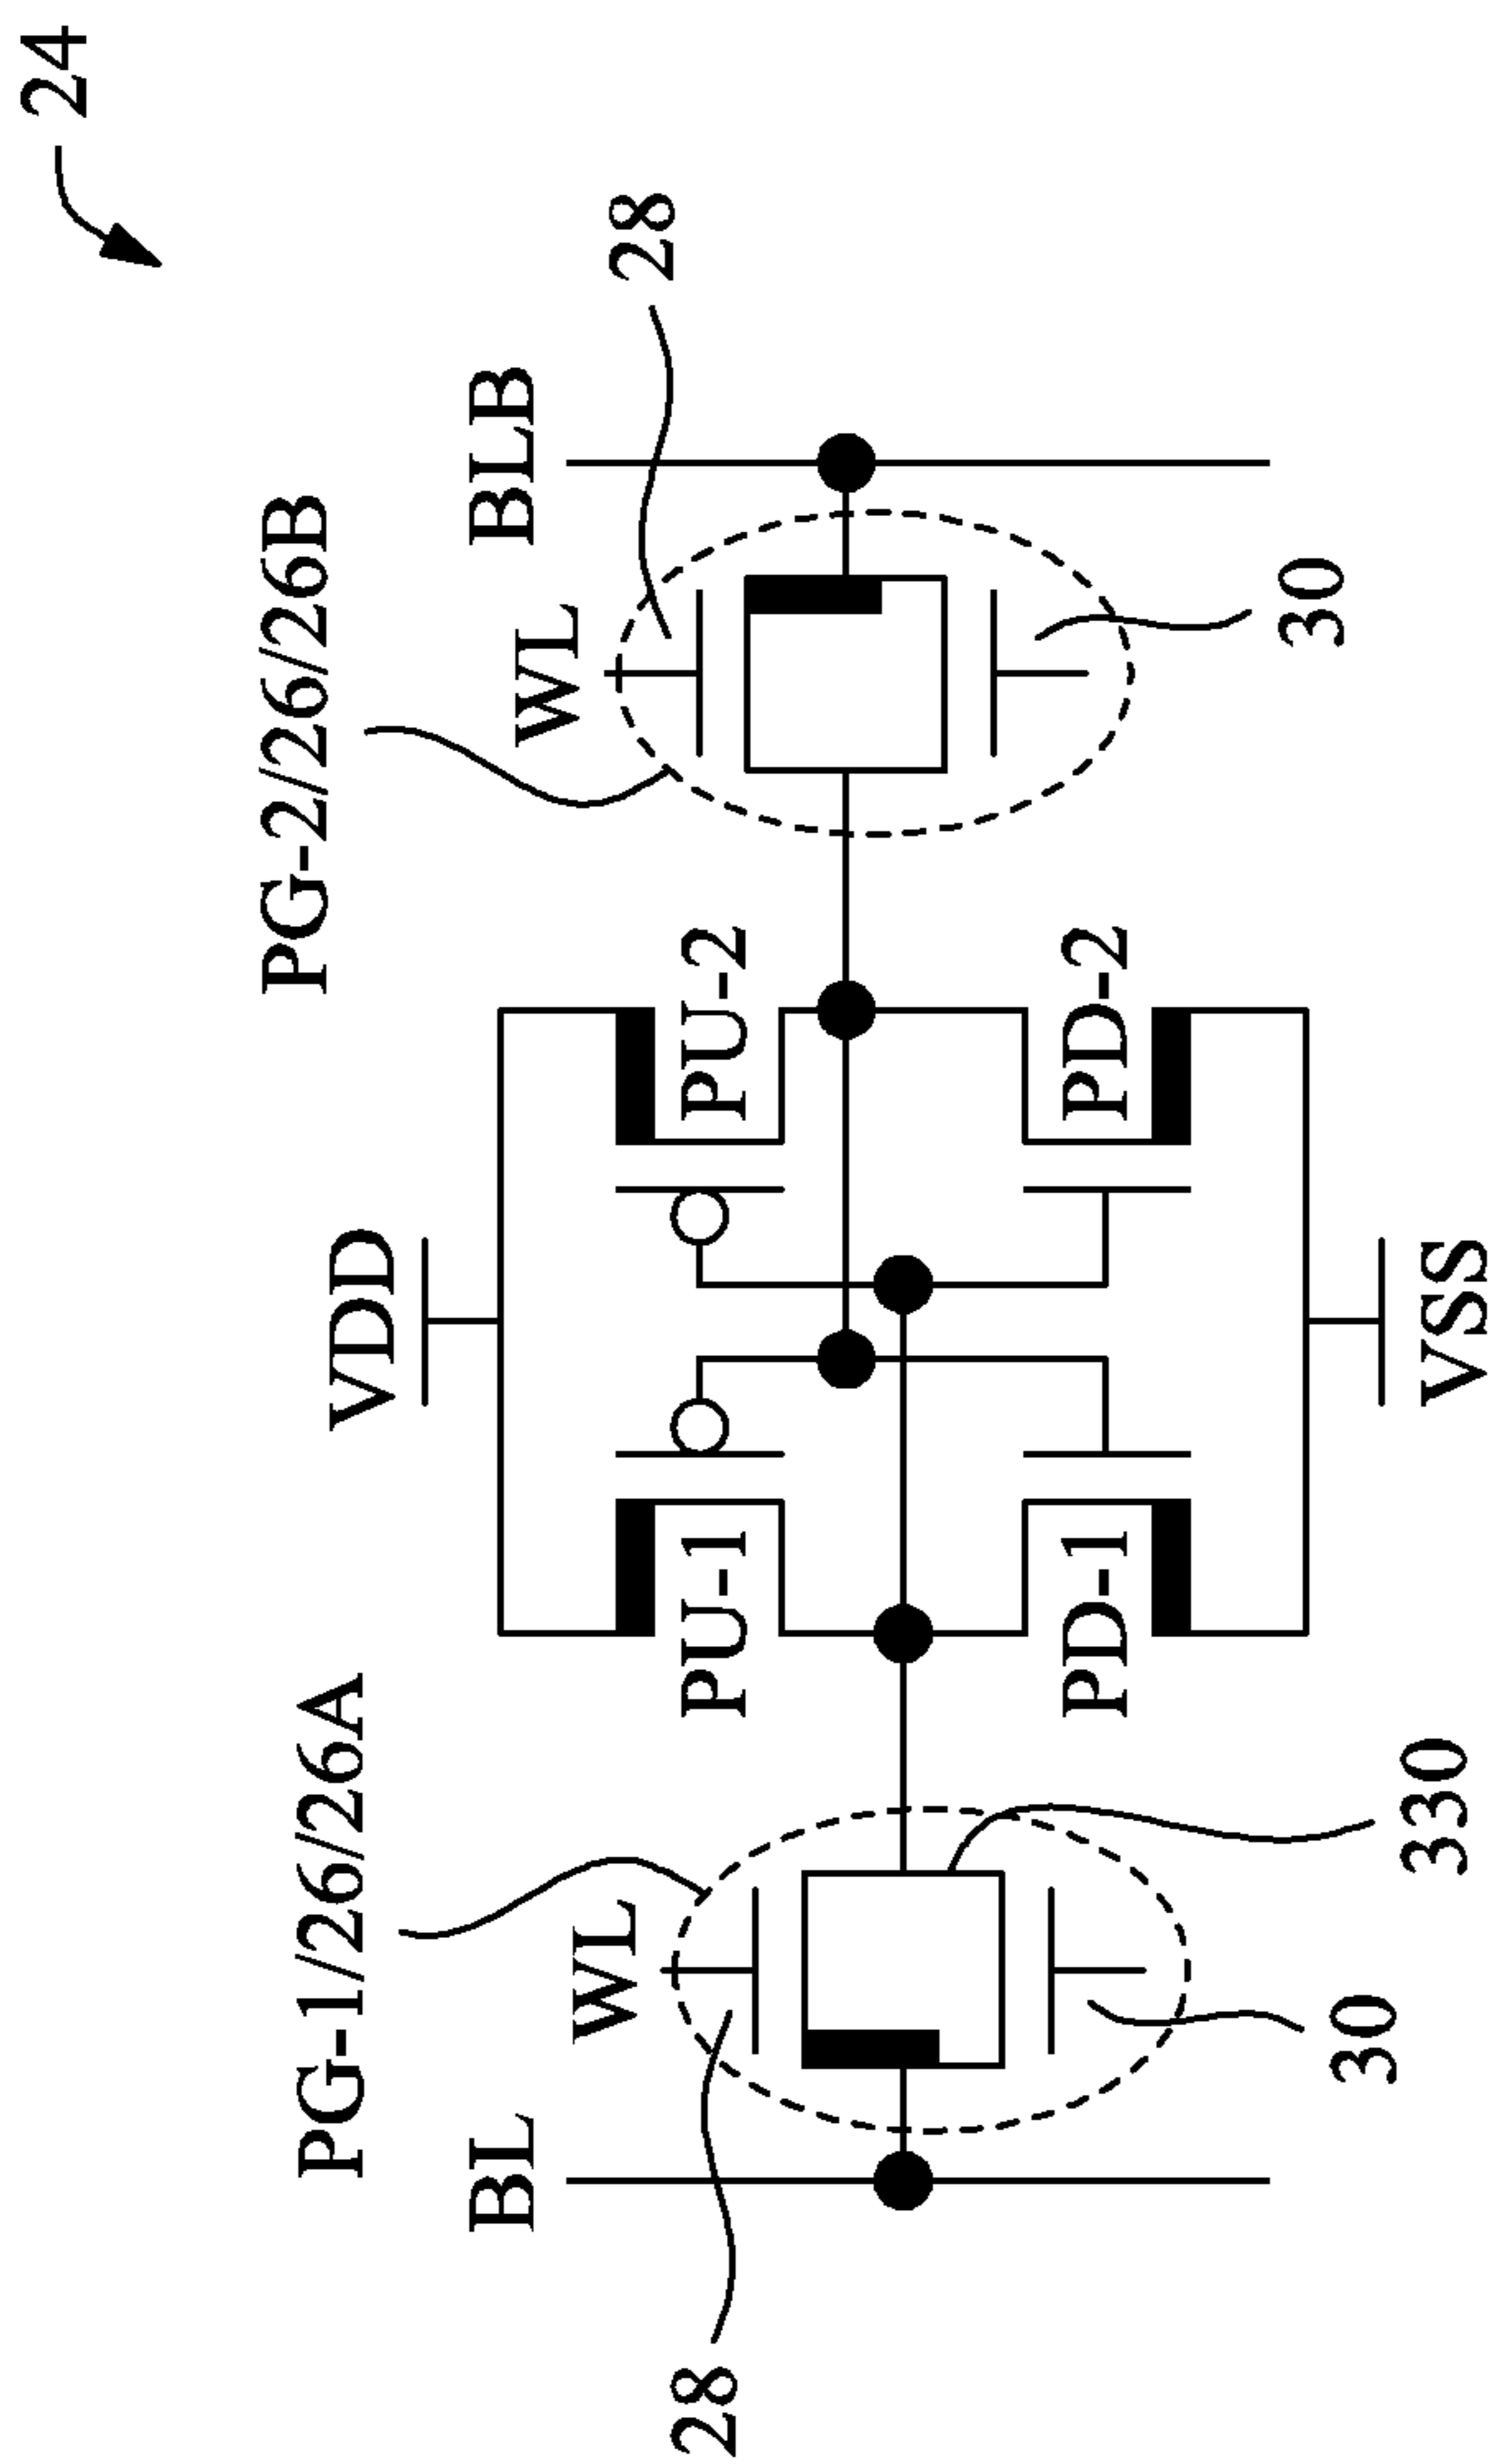 24
PG-2/26/26B
28
BLB
WL
PG-1/26/26A
VDD
BL
WL
PU-1
PU-2
28
PD-1
PD-2
30
30
330
VSS